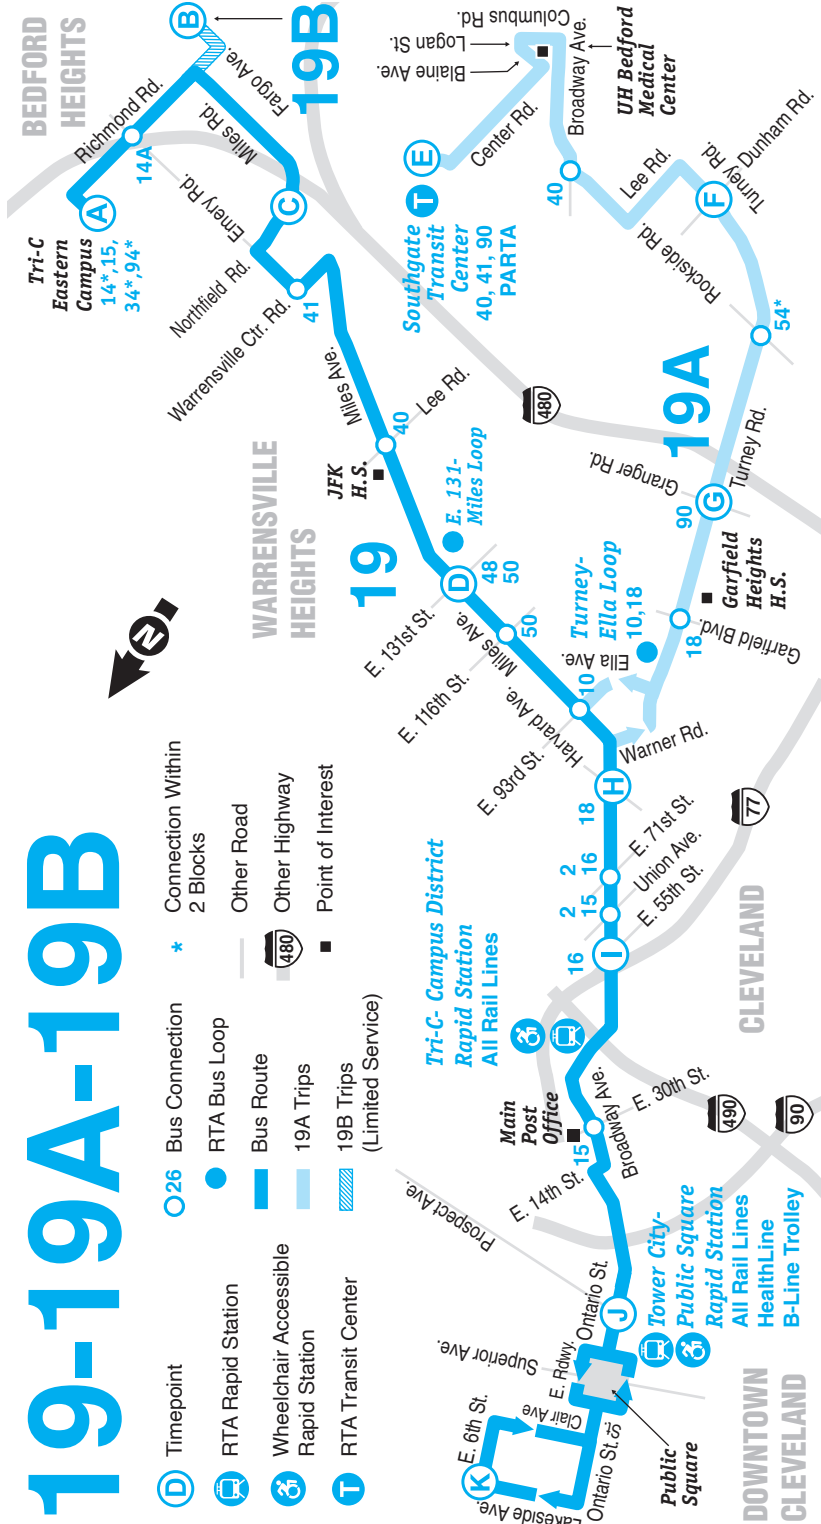 19-19A-19B
D Timepoint
RTA Rapid Station
Wheelchair Accessible
Rapid Station
T RTA Transit Center
26 Bus Connection
RTA Bus Loop
Bus Route
19A Trips
19B Trips
(Limited Service)
* Connection Within
2 Blocks
Other Road
480 Other Highway
Point of Interest
N
BEDFORD
HEIGHTS
B
19B
Fargo Ave.
Richmond Rd.
14A
Miles Rd.
A
Tri-C
Eastern
Campus
14*,15,
34*,94*
Emery Rd.
C
Northfield Rd.
Warrensville Ctr. Rd.
41
Miles Ave.
Lee Rd.
40
JFK
H.S.
WARRENSVILLE
HEIGHTS
19
E. 131-
Miles Loop
D
48
50
E. 131st St.
Miles Ave.
50
E. 116th St.
Harvard Ave.
10
E. 93rd St.
Columbus Rd.
Logan St.
Blaine Ave.
Broadway Ave.
UH Bedford
Medical
Center
Center Rd.
E
T
Southgate
Transit
Center
40, 41, 90
PARTA
40
Lee Rd.
Turney Rd.
Dunham Rd.
F
Turney
Rockside Rd.
54*
19A
480
Turney Rd.
Granger Rd.
G
90
Garfield
Heights
H.S.
Garfield Blvd.
18
Turney-
Ella Loop
10,18
Ella Ave.
Warner Rd.
H
18
E. 71st St.
2
16
Union Ave.
2
15
E. 55th St.
I
16
77
CLEVELAND
Tri-C- Campus District
Rapid Station
All Rail Lines
Main
Post
Office
15
E. 30th St.
Broadway Ave.
490
90
E. 14th St.
Prospect Ave.
Tower City-
Public Square
Rapid Station
All Rail Lines
HealthLine
B-Line Trolley
J
Ontario St.
Superior Ave.
E. Rdwy.
Public
Square
Clair Ave
St.
E. 6th St.
K
Lakeside Ave.
Ontario St.
DOWNTOWN
CLEVELAND